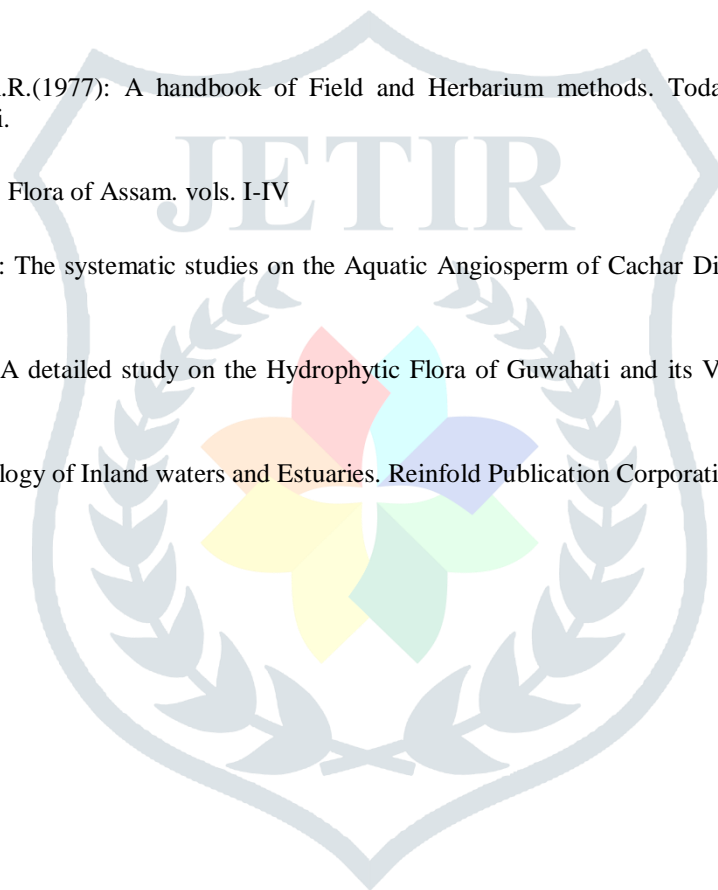 .R.(1977): A handbook of Field and Herbarium methods. Toda
i.
Flora of Assam. vols. I-IV
JETIR
: The systematic studies on the Aquatic Angiosperm of Cachar Di
A detailed study on the Hydrophytic Flora of Guwahati and its V
logy of Inland waters and Estuaries. Reinfold Publication Corporati